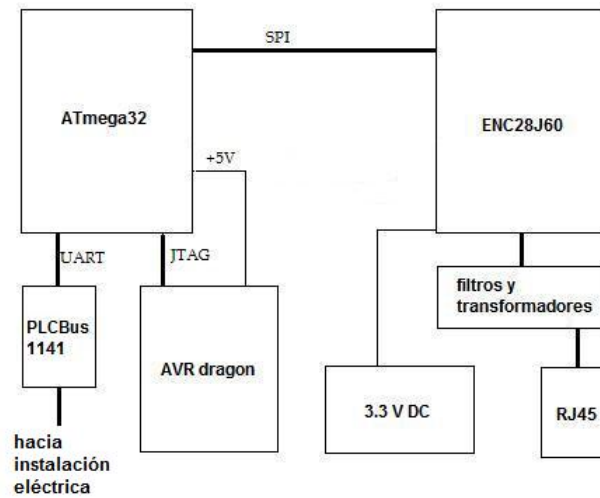 SPI
ATmega32
ENC28J60
+5V
UART
JTAG
PLCBus
1141
AVR dragon
filtros y
transformadores
3.3 V DC
RJ45
hacia
instalación
eléctrica